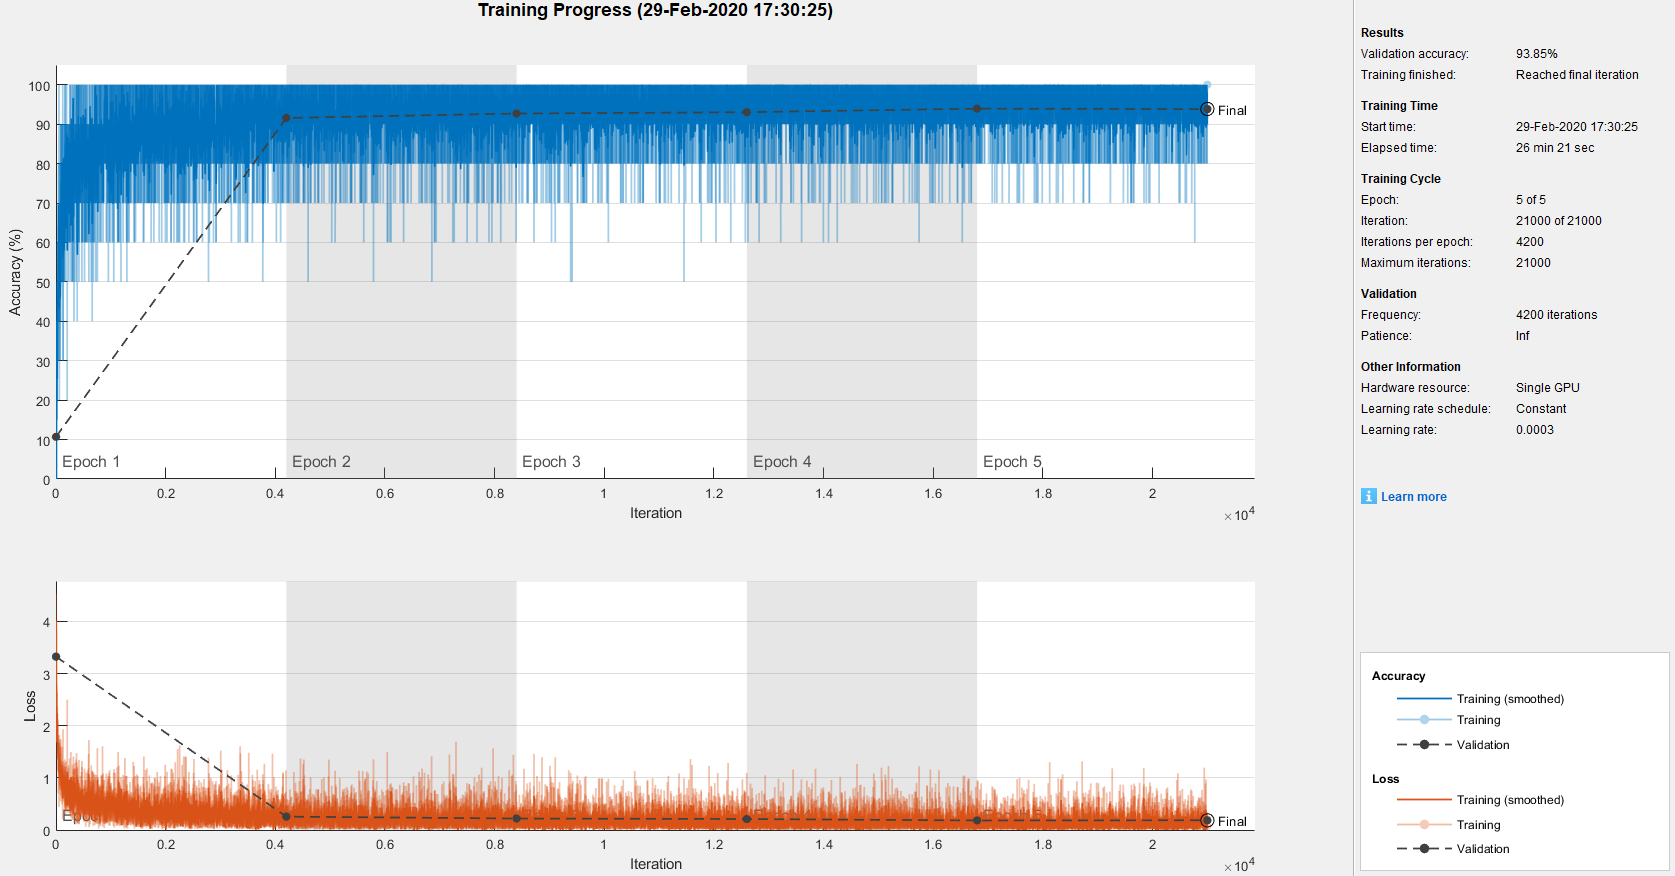 Training Progress (29-Feb-2020 17:30:25)
100
90
80
70
60
50
40
30
20
10
0
Accuracy (%)
Final
Epoch 1
Epoch 2
Epoch 3
Epoch 4
Epoch 5
0 0.2 0.4 0.6 0.8 1 1.2 1.4 1.6 1.8 2
Iteration
×10⁴
4
3
2
1
0
Loss
Final
0 0.2 0.4 0.6 0.8 1 1.2 1.4 1.6 1.8 2
Iteration
×10⁴
Results
Validation accuracy: 93.85%
Training finished: Reached final iteration
Training Time
Start time: 29-Feb-2020 17:30:25
Elapsed time: 26 min 21 sec
Training Cycle
Epoch: 5 of 5
Iteration: 21000 of 21000
Iterations per epoch: 4200
Maximum iterations: 21000
Validation
Frequency: 4200 iterations
Patience: Inf
Other Information
Hardware resource: Single GPU
Learning rate schedule: Constant
Learning rate: 0.0003
i Learn more
Accuracy
Training (smoothed)
Training
Validation
Loss
Training (smoothed)
Training
Validation